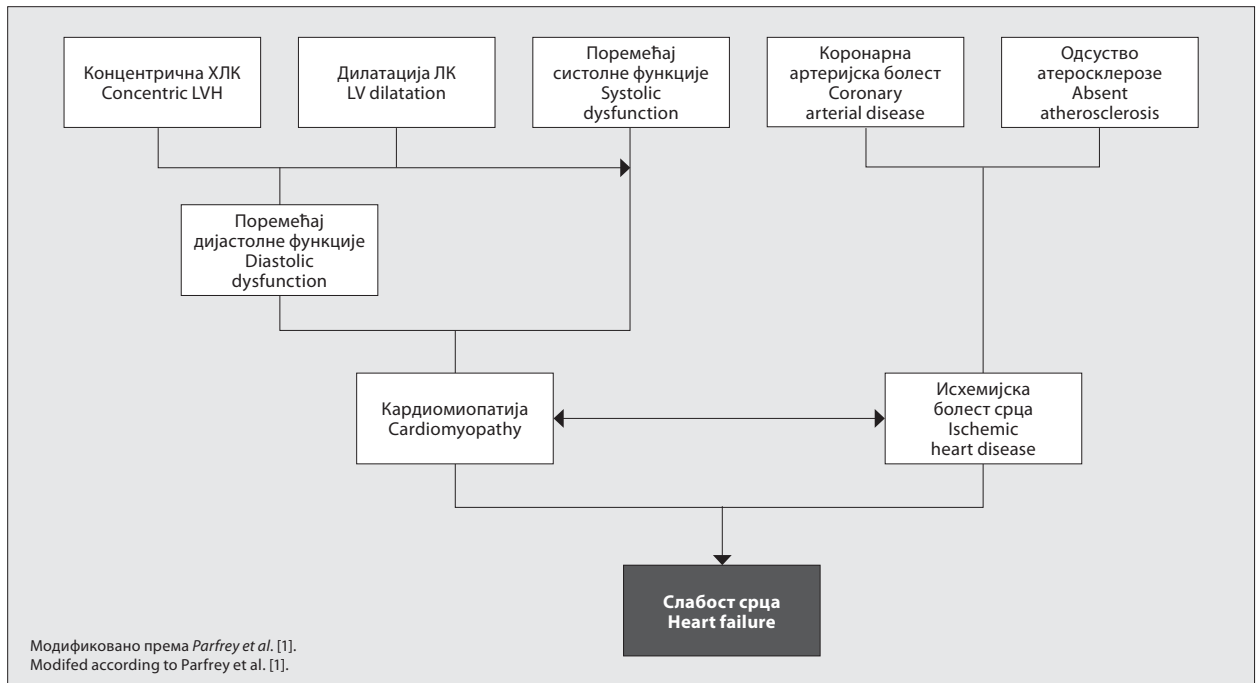 Концентрична ХЛК
Concentric LVH
Дилатација ЛК
LV dilatation
Поремећај
систолне функције
Systolic
dysfunction
Коронарна
артеријска болест
Coronary
arterial disease
Одсуство
атеросклерозе
Absent
atherosclerosis
Поремећај
дијастолне функције
Diastolic
dysfunction
Кардиомиопатија
Cardiomyopathy
Исхемијска
болест срца
Ischemic
heart disease
Слабост срца
Heart failure
Модификовано према Parfrey et al. [1].
Modifed according to Parfrey et al. [1].